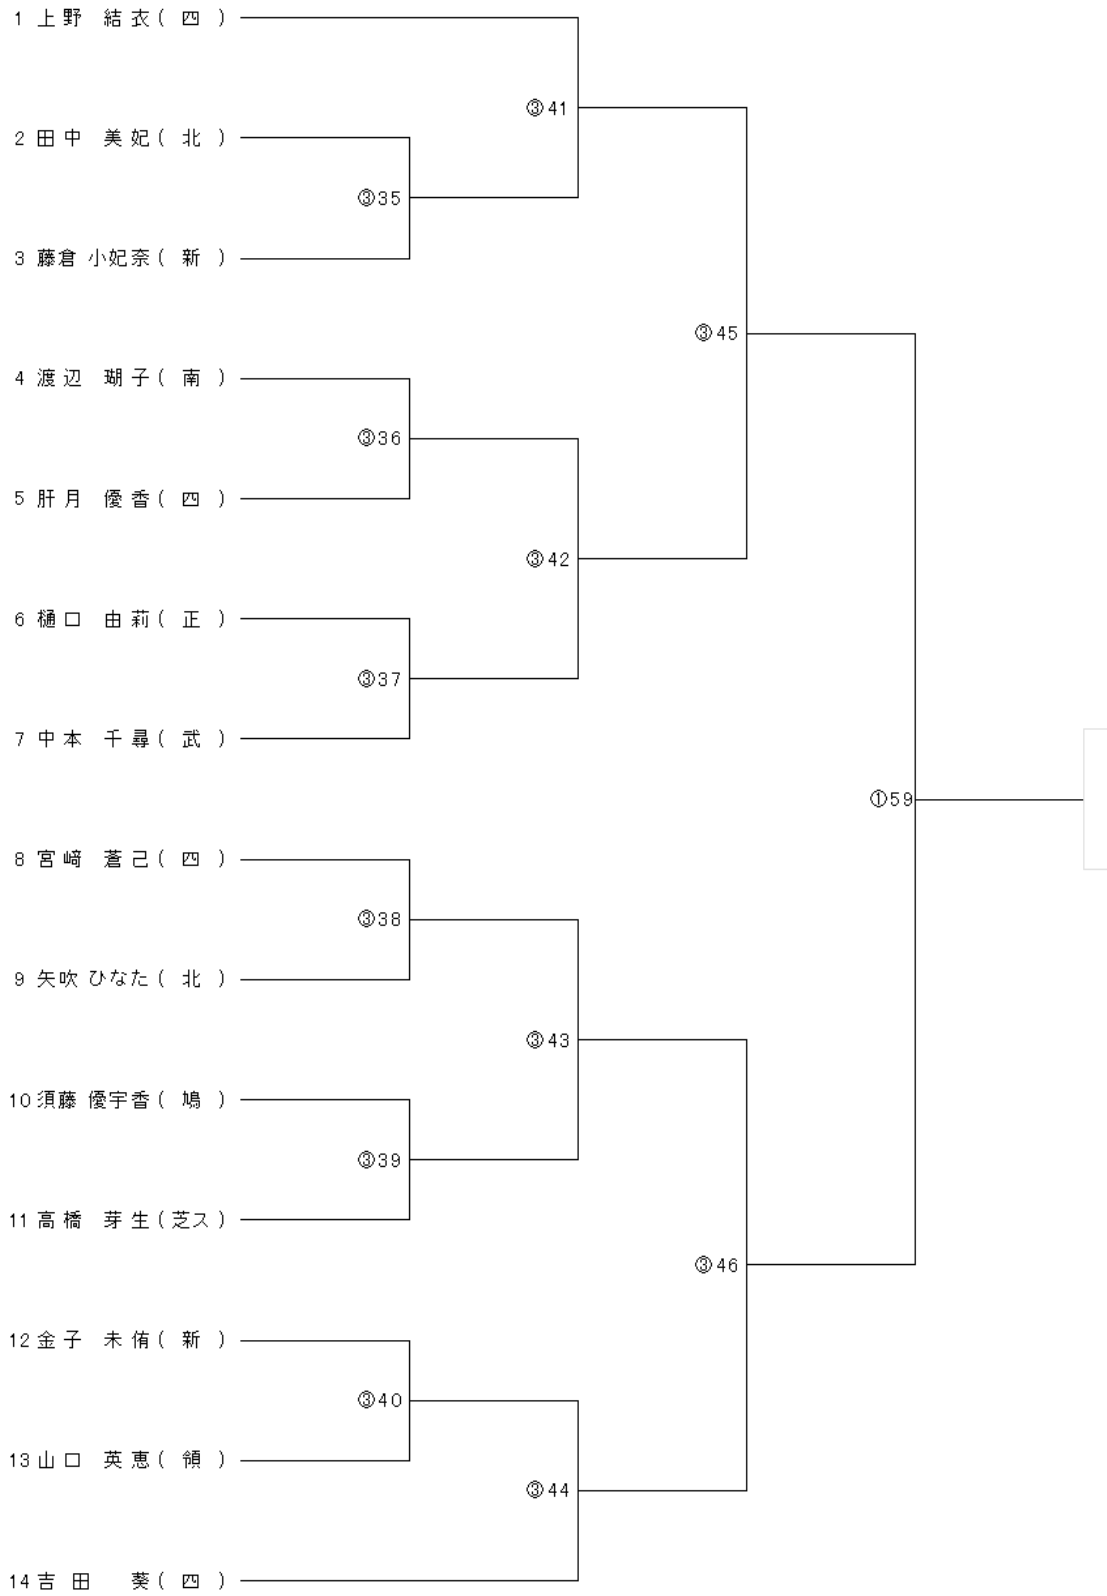 1 上野 結衣( 四 )
③41
2 田中 美妃( 北 )
③35
3 藤倉 小妃奈( 新 )
③45
4 渡辺 瑚子( 南 )
③36
5 肝月 優香( 四 )
③42
6 樋口 由莉( 正 )
③37
7 中本 千尋( 武 )
①59
8 宮﨑 蒼己( 四 )
③38
9 矢吹 ひなた( 北 )
③43
10 須藤 優宇香( 鳩 )
③39
11 高橋 芽生(芝ス)
③46
12 金子 未侑( 新 )
③40
13 山口 英恵( 領 )
③44
14 吉田 葵( 四 )